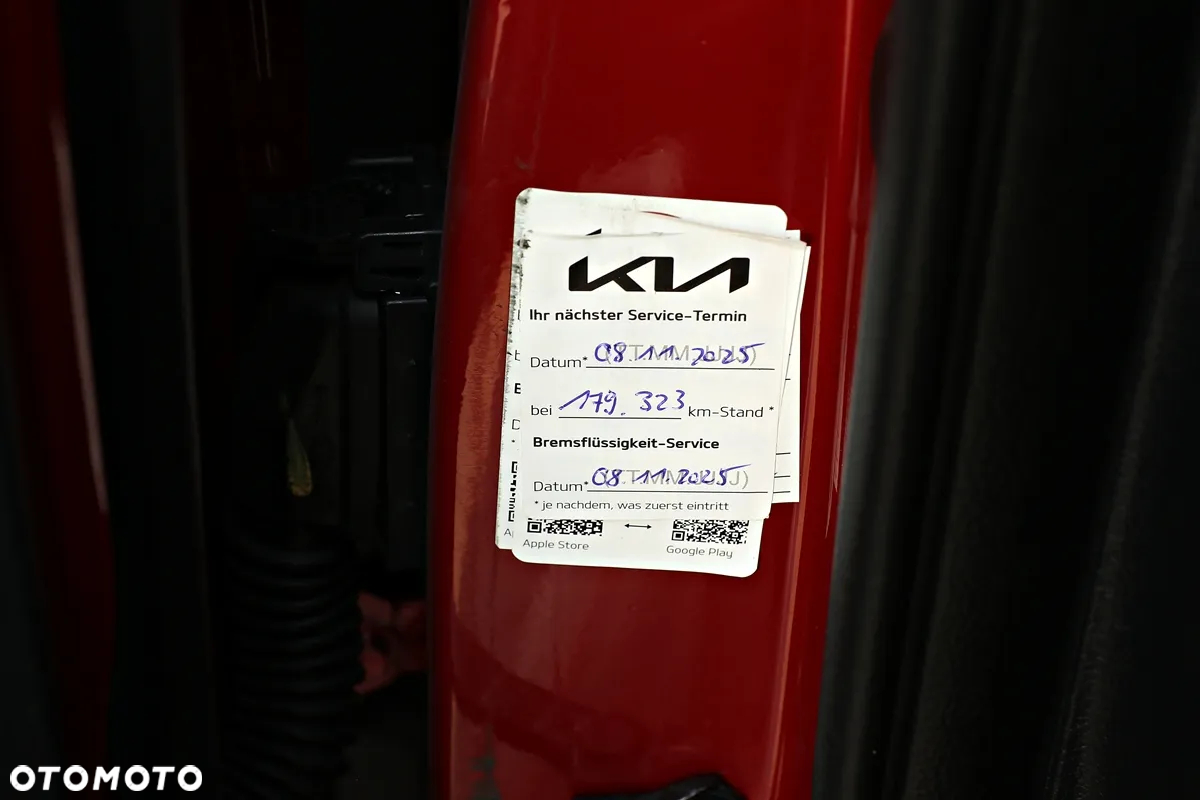 KIA
Ihr nächster Service-Termin
Datum* 08.11.2025
bei 179.323 km-Stand *
Bremsflüssigkeit-Service
Datum* 08.11.2025
* je nachdem, was zuerst eintritt
Apple Store
Google Play
OTOMOTO